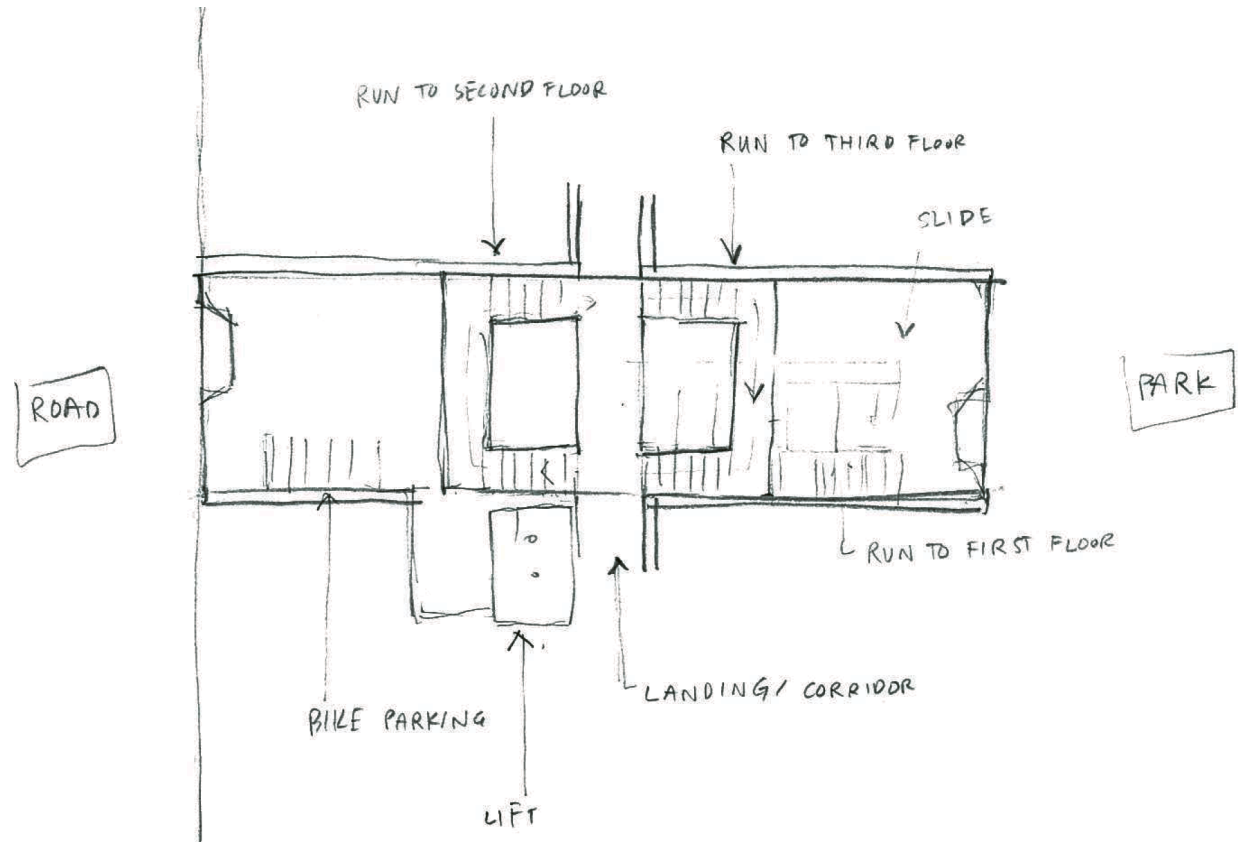 RUN TO SECOND FLOOR
RUN TO THIRD FLOOR
SLIDE
ROAD
PARK
RUN TO FIRST FLOOR
LANDING/ CORRIDOR
BIKE PARKING
LIFT